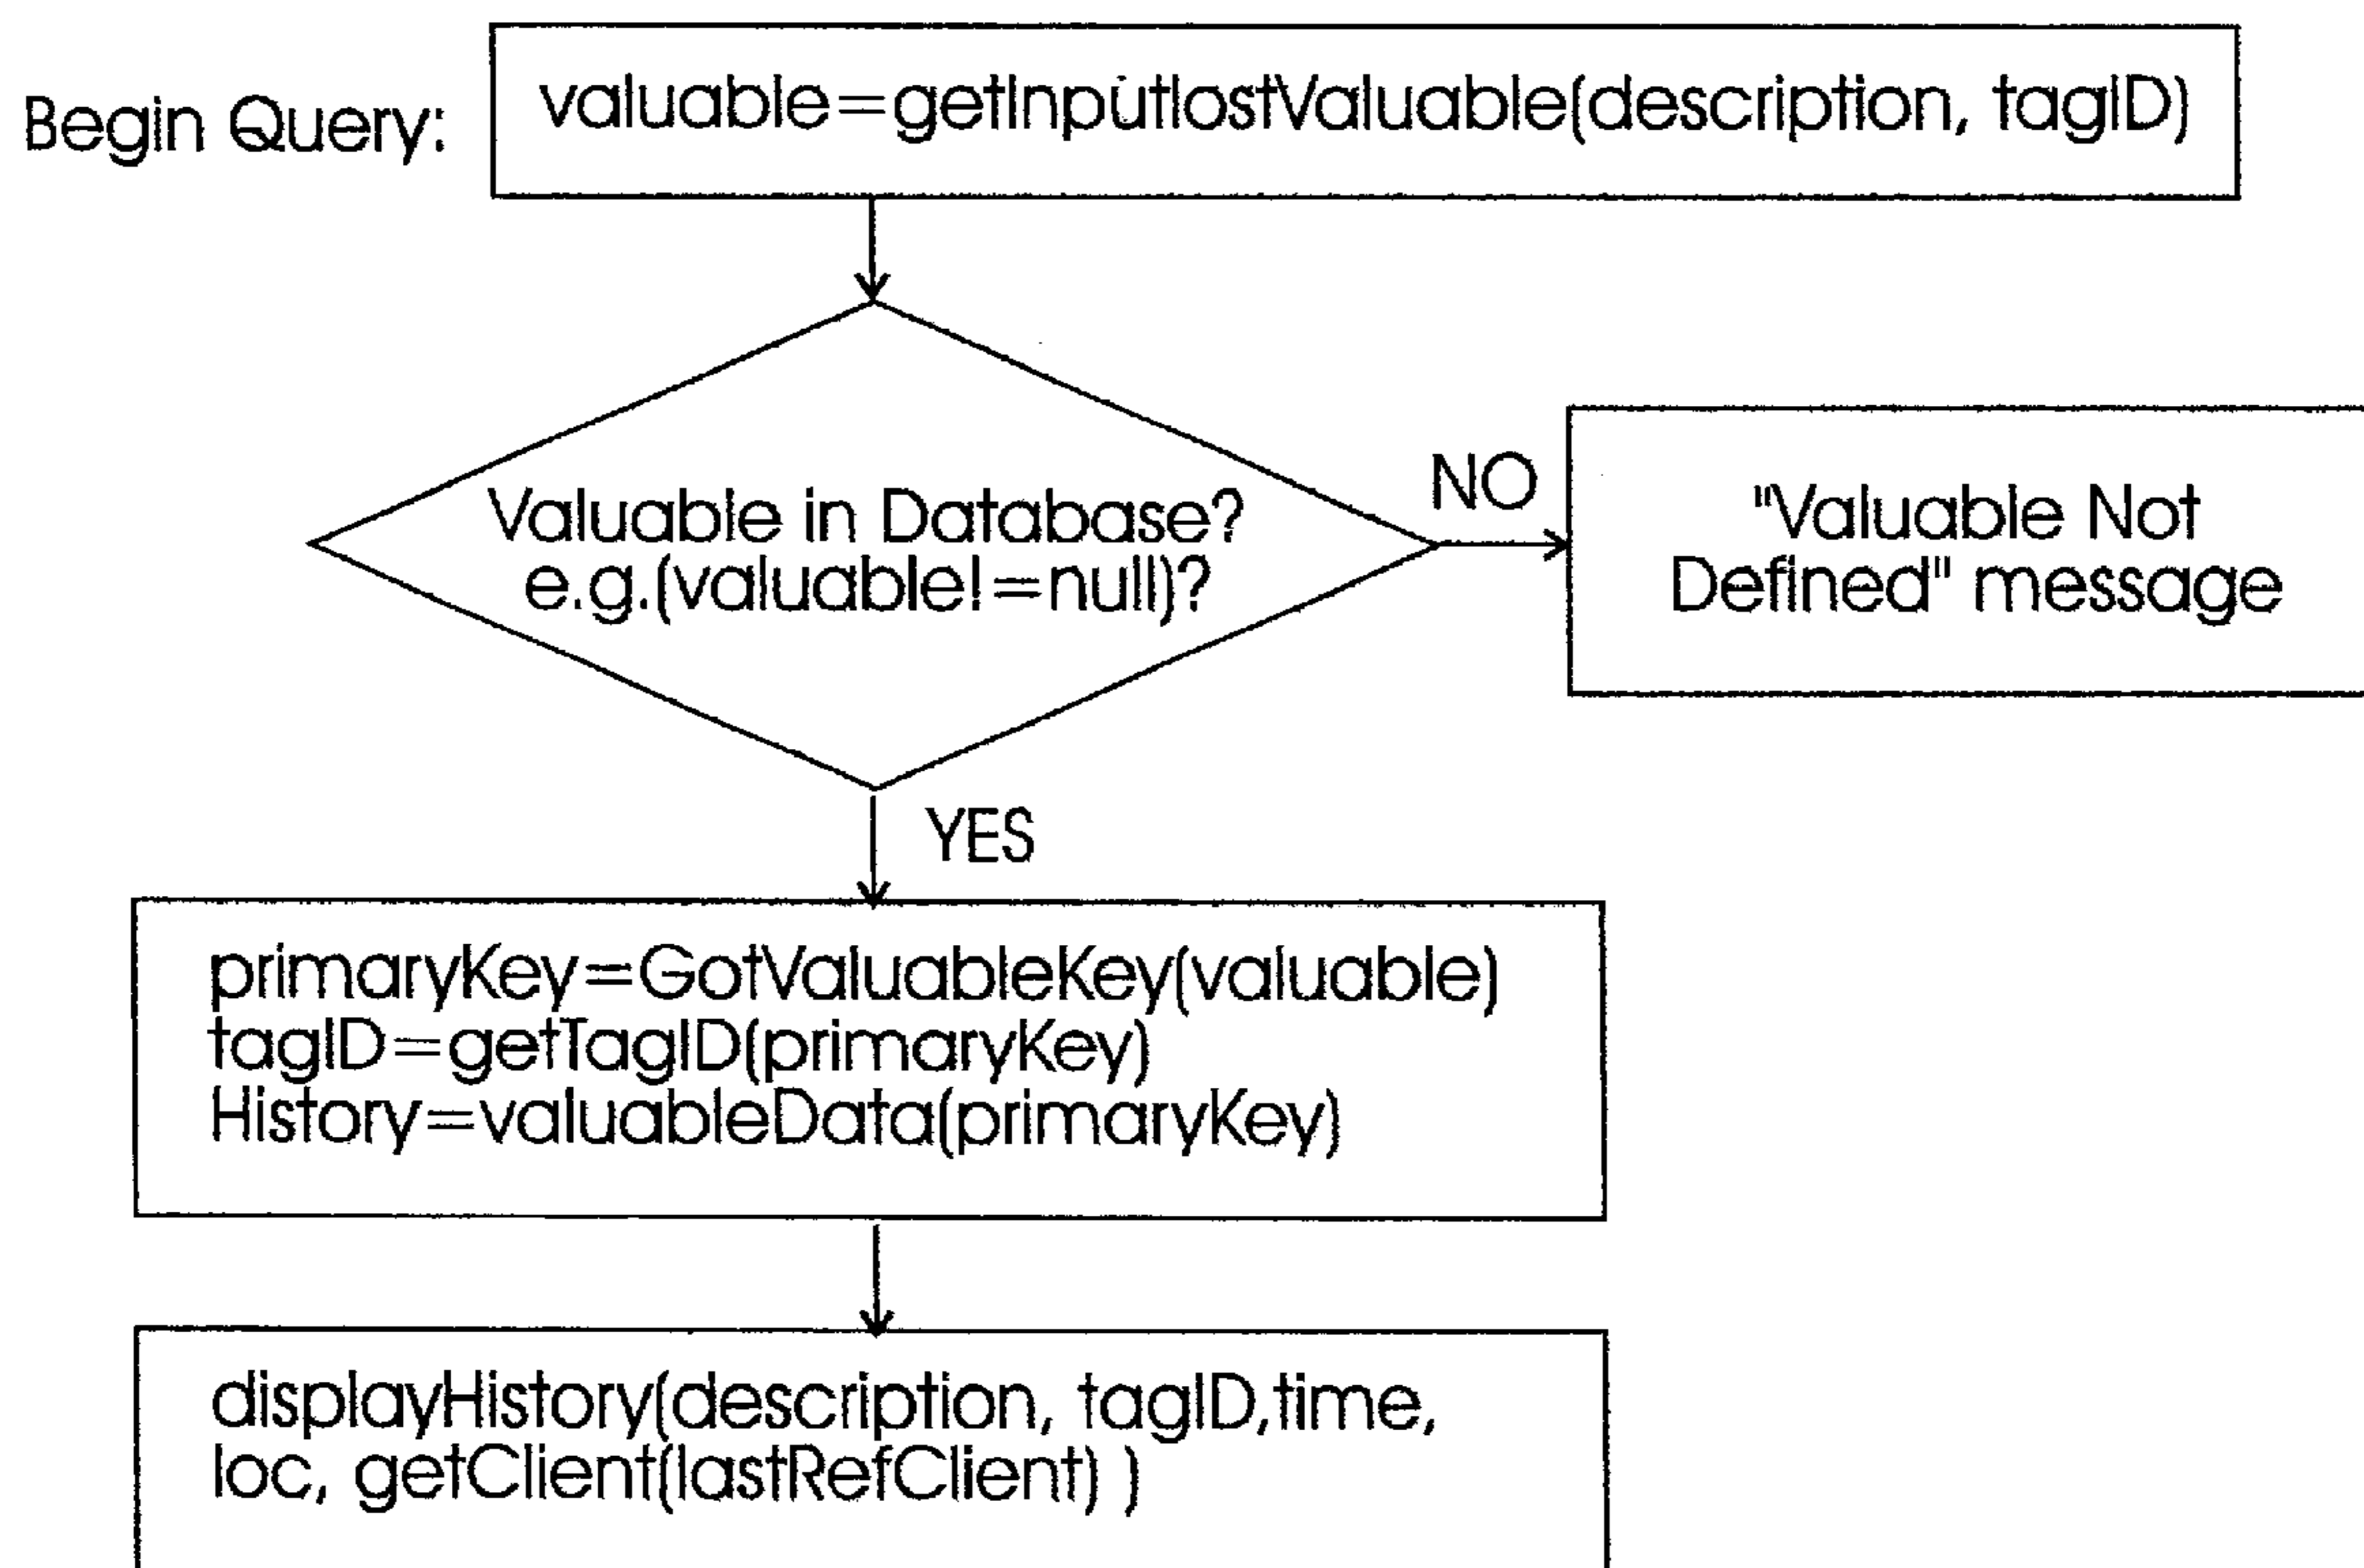 Begin Query:
valuable=getInputlostValuable(description, tagID)
Valuable in Database?
e.g.(valuable!=null)?
NO
"Valuable Not
Defined" message
YES
primaryKey=GotValuableKey(valuable)
tagID=getTagID(primaryKey)
History=valuableData(primaryKey)
displayHistory(description, tagID,time,
loc, getClient(lastRefClient) )